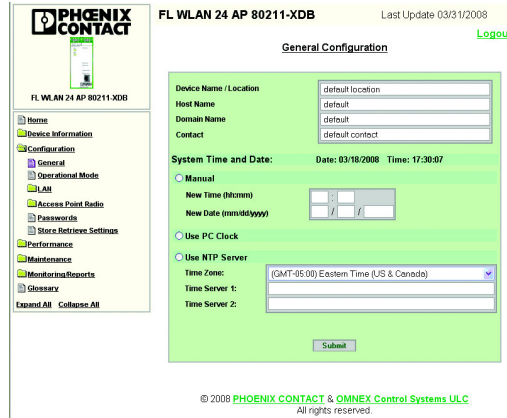 PHŒNIX
CONTACT
FL WLAN 24 AP 80211-XDB
Home
Device Information
Configuration
General
Operational Mode
LAN
Access Point Radio
Passwords
Store Retrieve Settings
Performance
Maintenance
Monitoring/Reports
Glossary
Expand All Collapse All
FL WLAN 24 AP 80211-XDB Last Update 03/31/2008
Logou
General Configuration
Device Name / Location default location
Host Name default
Domain Name default
Contact default contact
System Time and Date: Date: 03/18/2008 Time: 17:30:07
Manual
New Time (hh:mm) :
New Date (mm/dd/yyyy) / /
Use PC Clock
Use NTP Server
Time Zone: (GMT-05:00) Eastern Time (US & Canada)
Time Server 1:
Time Server 2:
Submit
© 2008 PHOENIX CONTACT & OMNEX Control Systems ULC
All rights reserved.